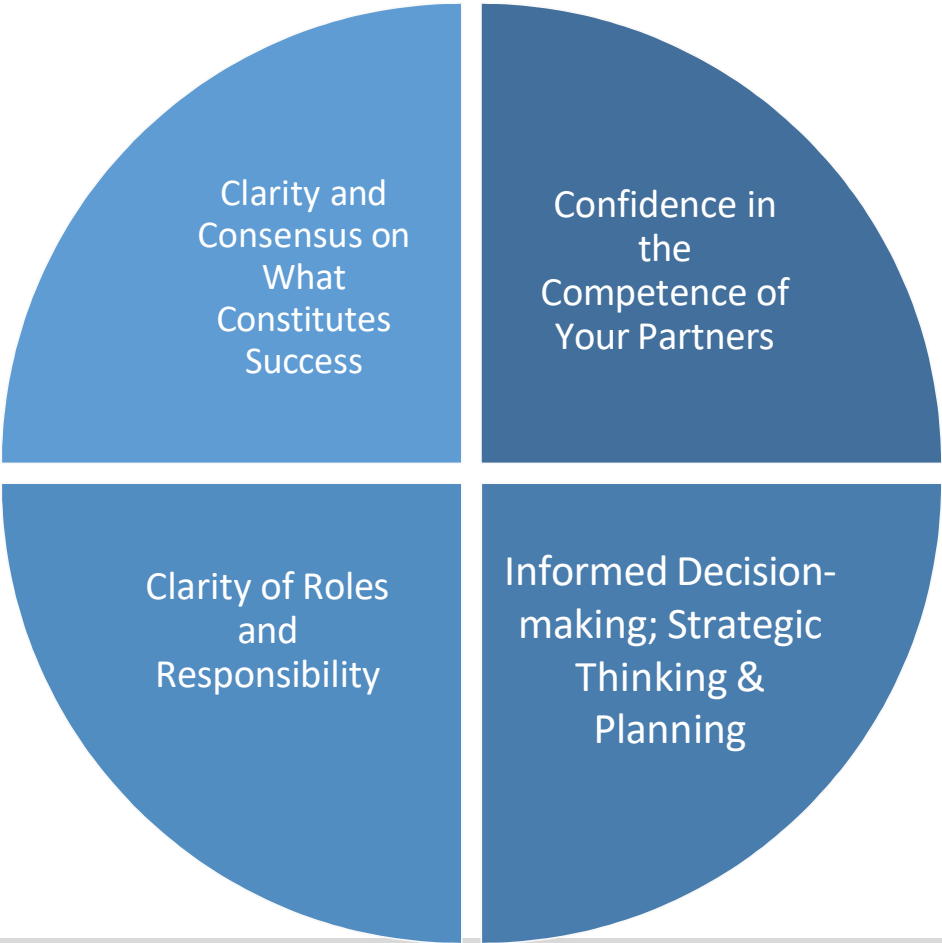 Clarity and
Consensus on
What
Constitutes
Success
Confidence in
the
Competence of
Your Partners
Clarity of Roles
and
Responsibility
Informed Decision-
making; Strategic
Thinking &
Planning